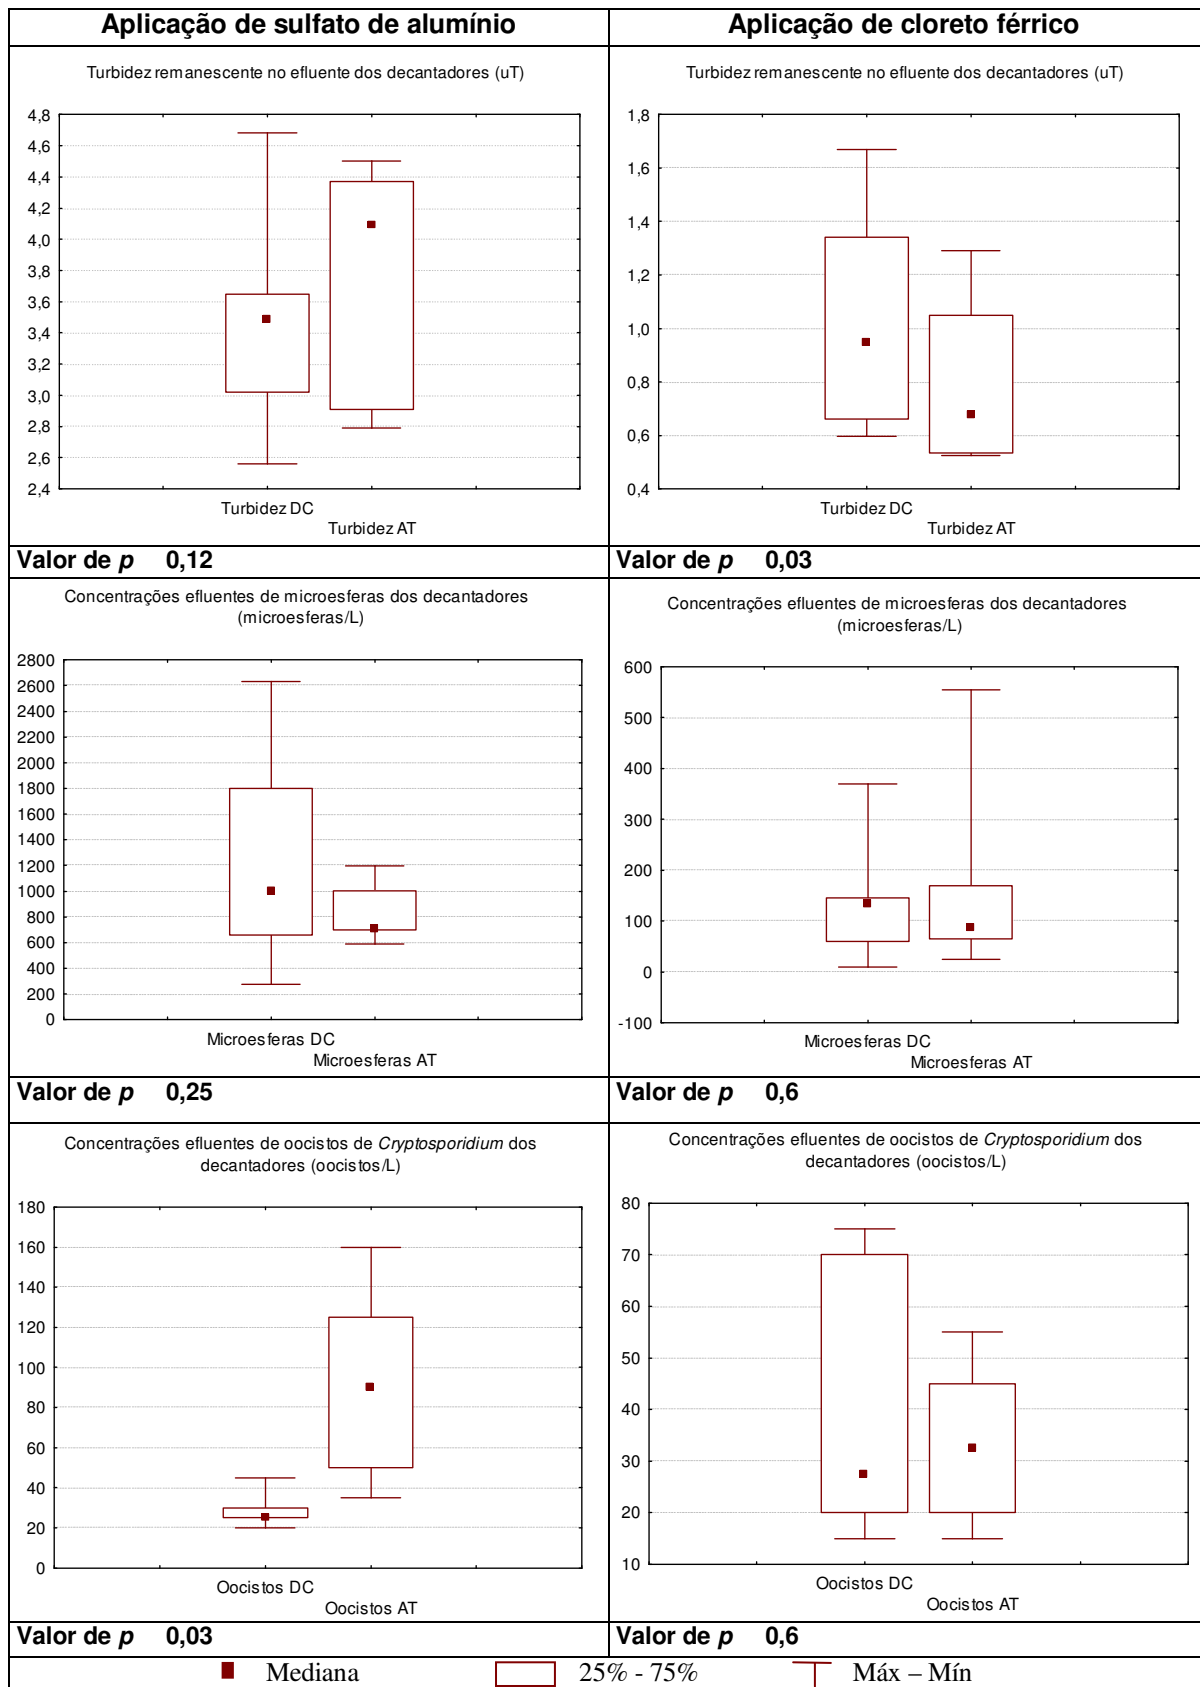 Aplicação de sulfato de alumínio
Aplicação de cloreto férrico
Turbidez remanescente no efluente dos decantadores (uT)
4,8
4,6
4,4
4,2
4,0
3,8
3,6
3,4
3,2
3,0
2,8
2,6
2,4
Turbidez DC
Turbidez AT
Turbidez remanescente no efluente dos decantadores (uT)
1,8
1,6
1,4
1,2
1,0
0,8
0,6
0,4
Turbidez DC
Turbidez AT
Valor de p 0,12
Valor de p 0,03
Concentrações efluentes de microesferas dos decantadores
(microesferas/L)
2800
2600
2400
2200
2000
1800
1600
1400
1200
1000
800
600
400
200
0
Microesferas DC
Microesferas AT
Concentrações efluentes de microesferas dos decantadores
(microesferas/L)
600
500
400
300
200
100
0
-100
Microesferas DC
Microesferas AT
Valor de p 0,25
Valor de p 0,6
Concentrações efluentes de oocistos de Cryptosporidium dos
decantadores (oocistos/L)
180
160
140
120
100
80
60
40
20
0
Oocistos DC
Oocistos AT
Concentrações efluentes de oocistos de Cryptosporidium dos
decantadores (oocistos/L)
80
70
60
50
40
30
20
10
Oocistos DC
Oocistos AT
Valor de p 0,03
Valor de p 0,6
Mediana 25% - 75% Máx – Mín